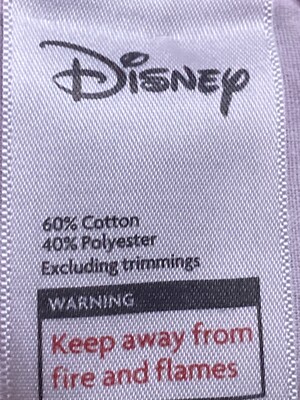 Disney
60% Cotton
40% Polyester
Excluding trimmings
WARNING
Keep away from
fire and flames